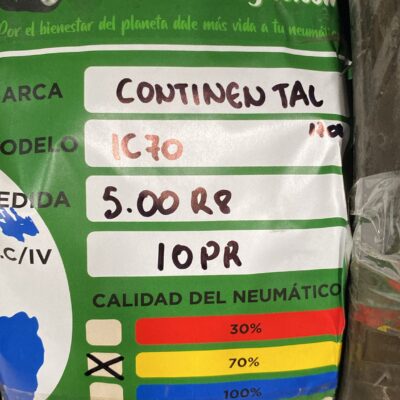 Por el bienestar del planeta dale más vida a tu neumátic
ARCA CONTINENTAL
ODELO IC70
EDIDA 5.00 R8
.C/IV 10PR
CALIDAD DEL NEUMÁTICO
30%
70%
100%